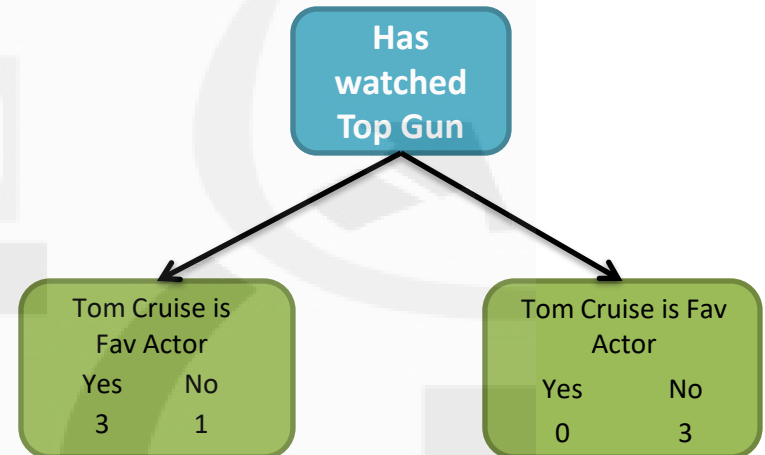 Has
watched
Top Gun
Tom Cruise is
Fav Actor
Yes No
3 1
Tom Cruise is Fav
Actor
Yes No
0 3